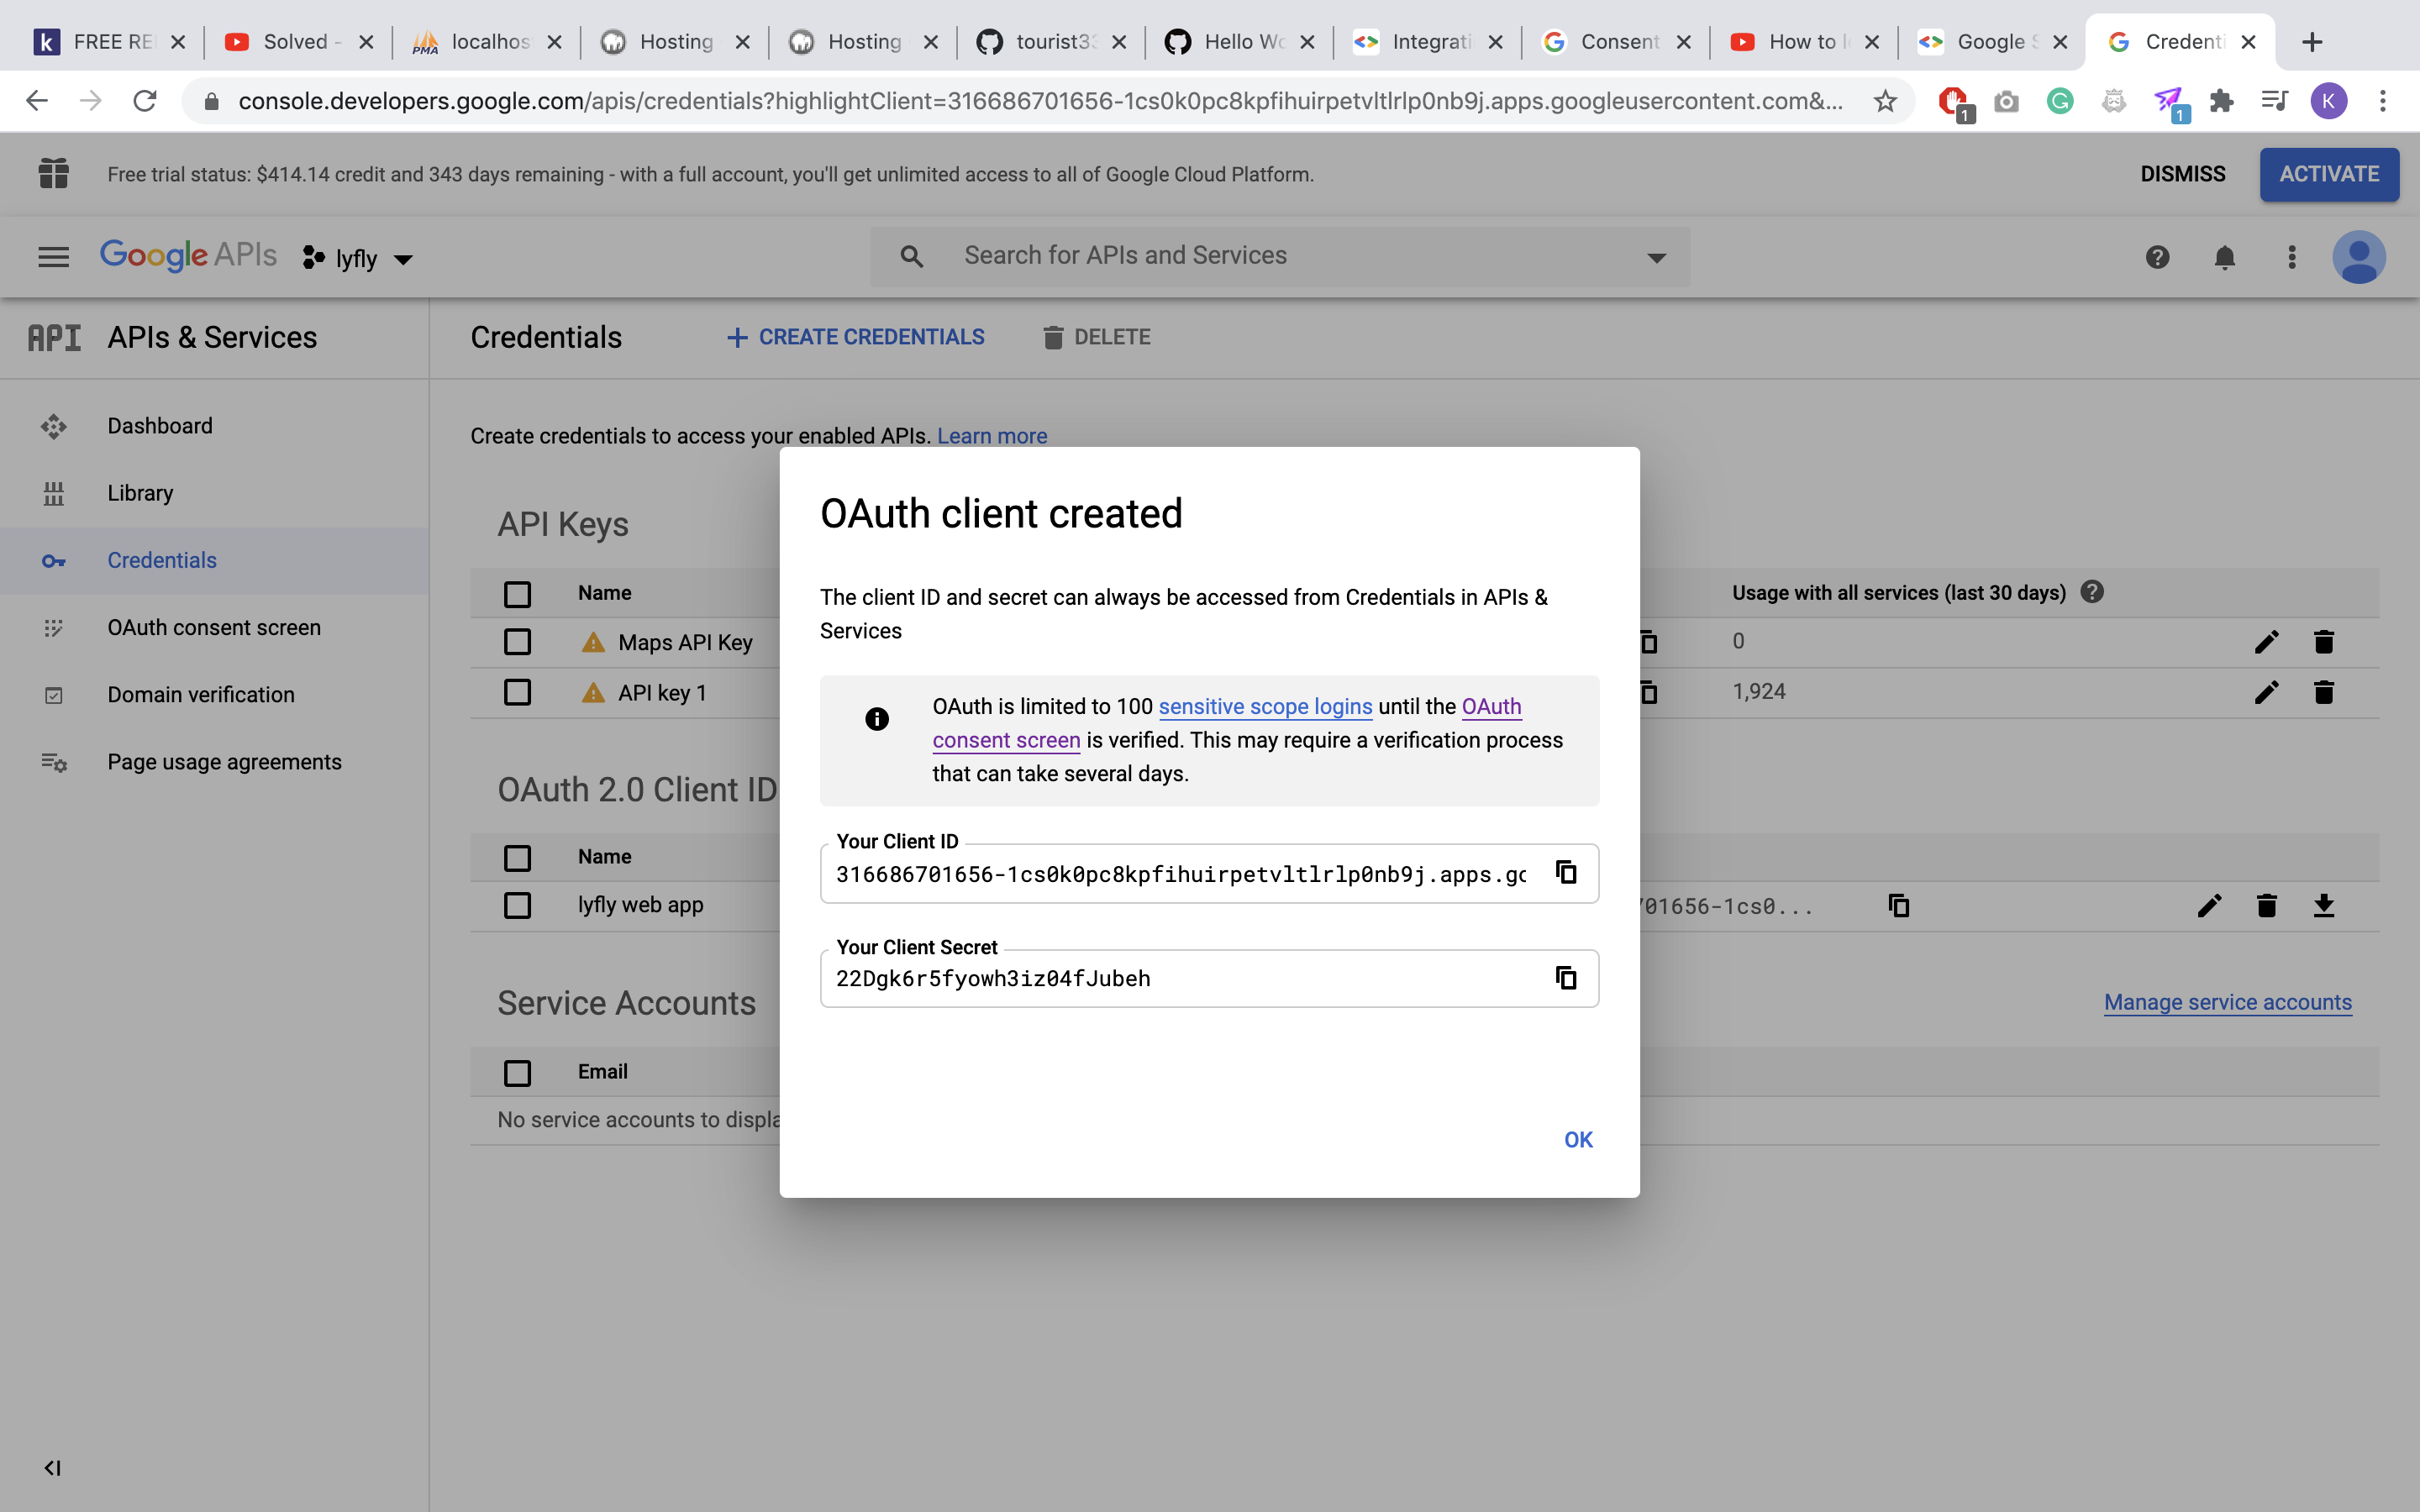 FREE RE
Solved -
localhos
Hosting
Hosting
tourist33
Hello Wo
Integrati
Consent
How to I
Google S
Credenti
console.developers.google.com/apis/credentials?highlightClient=316686701656-1cs0k0pc8kpfihuirpetvltlrlp0nb9j.apps.googleusercontent.com&...
1
1
K
Free trial status: $414.14 credit and 343 days remaining - with a full account, you'll get unlimited access to all of Google Cloud Platform.
DISMISS
ACTIVATE
Google APIs
lyfly
Search for APIs and Services
API
APIs & Services
Credentials
CREATE CREDENTIALS
DELETE
Dashboard
Library
Credentials
OAuth consent screen
Domain verification
Page usage agreements
Create credentials to access your enabled APIs. Learn more
API Keys
Name
Usage with all services (last 30 days)
Maps API Key
0
API key 1
1,924
OAuth 2.0 Client ID
Name
lyfly web app
701656-1cs0...
Service Accounts
Manage service accounts
Email
No service accounts to displa
OAuth client created
The client ID and secret can always be accessed from Credentials in APIs &
Services
OAuth is limited to 100 sensitive scope logins until the OAuth
consent screen is verified. This may require a verification process
that can take several days.
Your Client ID
316686701656-1cs0k0pc8kpfihuirpetvltlrlp0nb9j.apps.go
Your Client Secret
22Dgk6r5fyowh3iz04fJubeh
OK